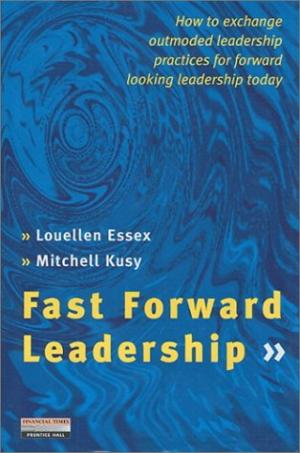 How to exchange
outmoded leadership
practices for forward
looking leadership today
» Louellen Essex
» Mitchell Kusy
Fast Forward
Leadership »
FINANCIAL TIMES
PRENTICE HALL